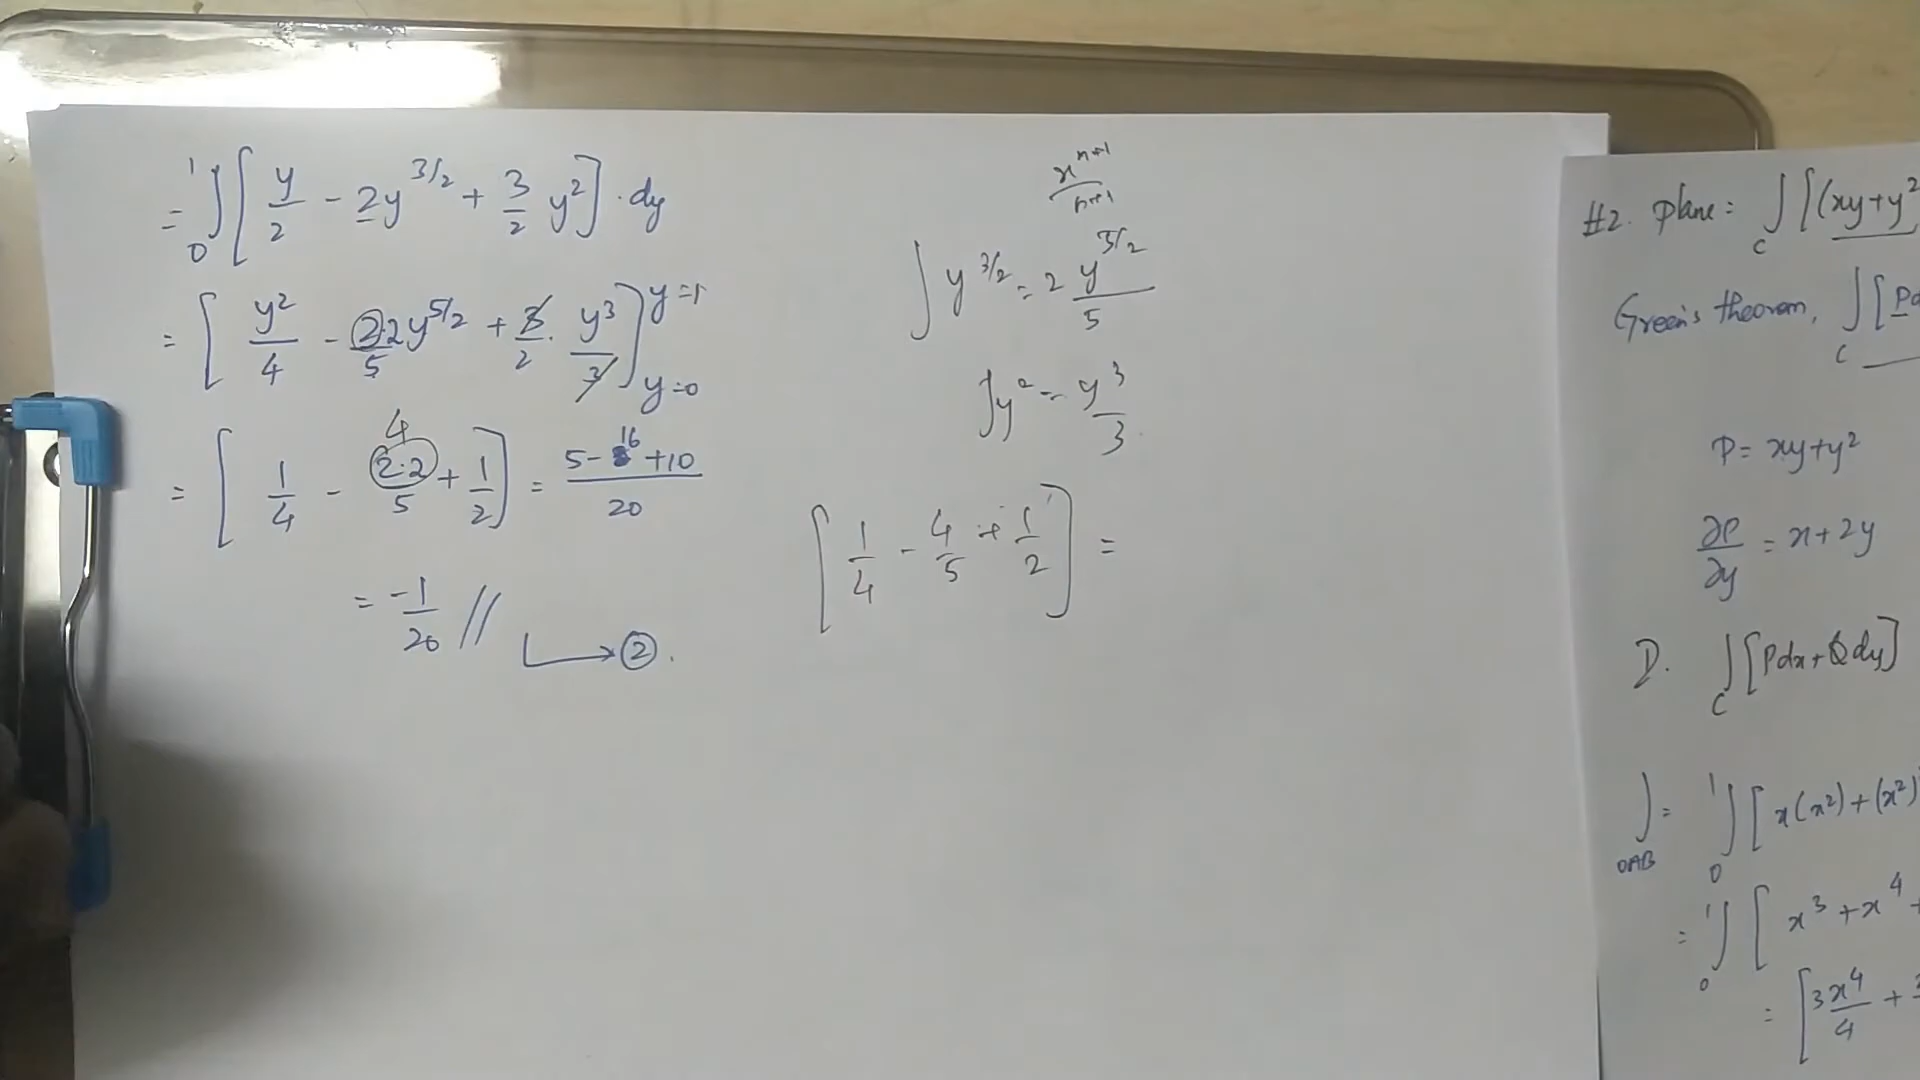 = ∫₀¹ [ y/2 - 2y^3/2 + 3/2 y² ] . dy
= [ y²/4 - 2·2y^5/2 / 5 + 3/2 · y³/3 ] y=1 y=0
= [ 1/4 - 2·2/5 + 1/2 ] = 5-16+10 / 20
4
= -1/20 //
→ ②.
x^n+1 / n+1
∫ y^3/2 = 2 y^5/2 / 5
∫y² = y³/3.
[ 1/4 - 4/5 + 1/2 ] =
#2. Plane = ∫c [(xy+y²
Green's theorem, ∫c [Pd
P = xy+y²
∂P/∂y = x+2y
D. ∫c [Pdx+Qdy]
∫OAB = ∫₀¹ [ x(x²)+(x²)
= ∫₀¹ [ x³+x⁴+
= [ 3x⁴/4 +